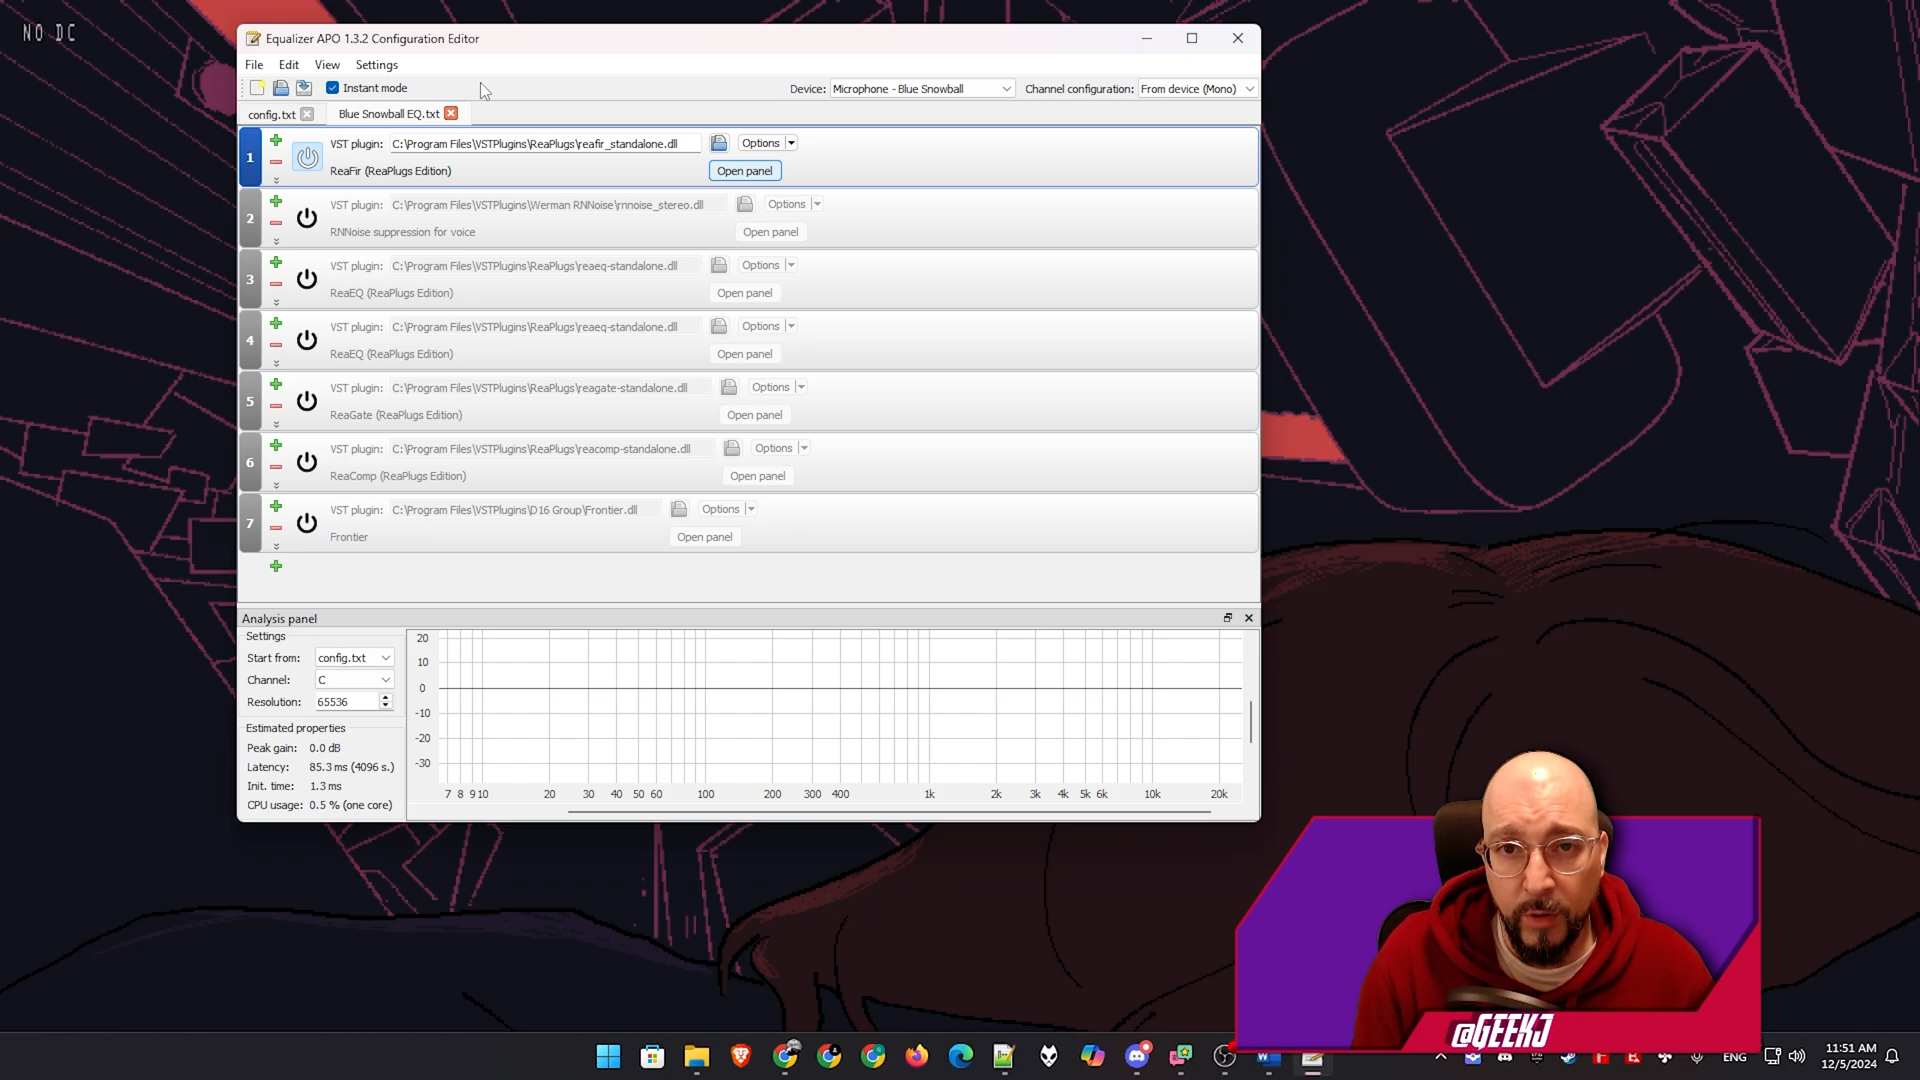 NO DC
Equalizer APO 1.3.2 Configuration Editor
File Edit View Settings
Instant mode Device: Microphone - Blue Snowball Channel configuration: From device (Mono)
config.txt Blue Snowball EQ.txt
1 VST plugin: C:\Program Files\VSTPlugins\ReaPlugs\reafir_standalone.dll Options
ReaFir (ReaPlugs Edition) Open panel
2 VST plugin: C:\Program Files\VSTPlugins\Werman RNNoise\rnnoise_stereo.dll Options
RNNoise suppression for voice Open panel
3 VST plugin: C:\Program Files\VSTPlugins\ReaPlugs\reaeq-standalone.dll Options
ReaEQ (ReaPlugs Edition) Open panel
4 VST plugin: C:\Program Files\VSTPlugins\ReaPlugs\reaeq-standalone.dll Options
ReaEQ (ReaPlugs Edition) Open panel
5 VST plugin: C:\Program Files\VSTPlugins\ReaPlugs\reagate-standalone.dll Options
ReaGate (ReaPlugs Edition) Open panel
6 VST plugin: C:\Program Files\VSTPlugins\ReaPlugs\reacomp-standalone.dll Options
ReaComp (ReaPlugs Edition) Open panel
7 VST plugin: C:\Program Files\VSTPlugins\D16 Group\Frontier.dll Options
Frontier Open panel
Analysis panel
Settings
Start from: config.txt
Channel: C
Resolution: 65536
Estimated properties
Peak gain: 0.0 dB
Latency: 85.3 ms (4096 s.)
Init. time: 1.3 ms
CPU usage: 0.5 % (one core)
20
10
0
-10
-20
-30
7 8 9 10 20 30 40 50 60 100 200 300 400 1k 2k 3k 4k 5k 6k 10k 20k
@GEEKJ
ENG
11:51 AM
12/5/2024